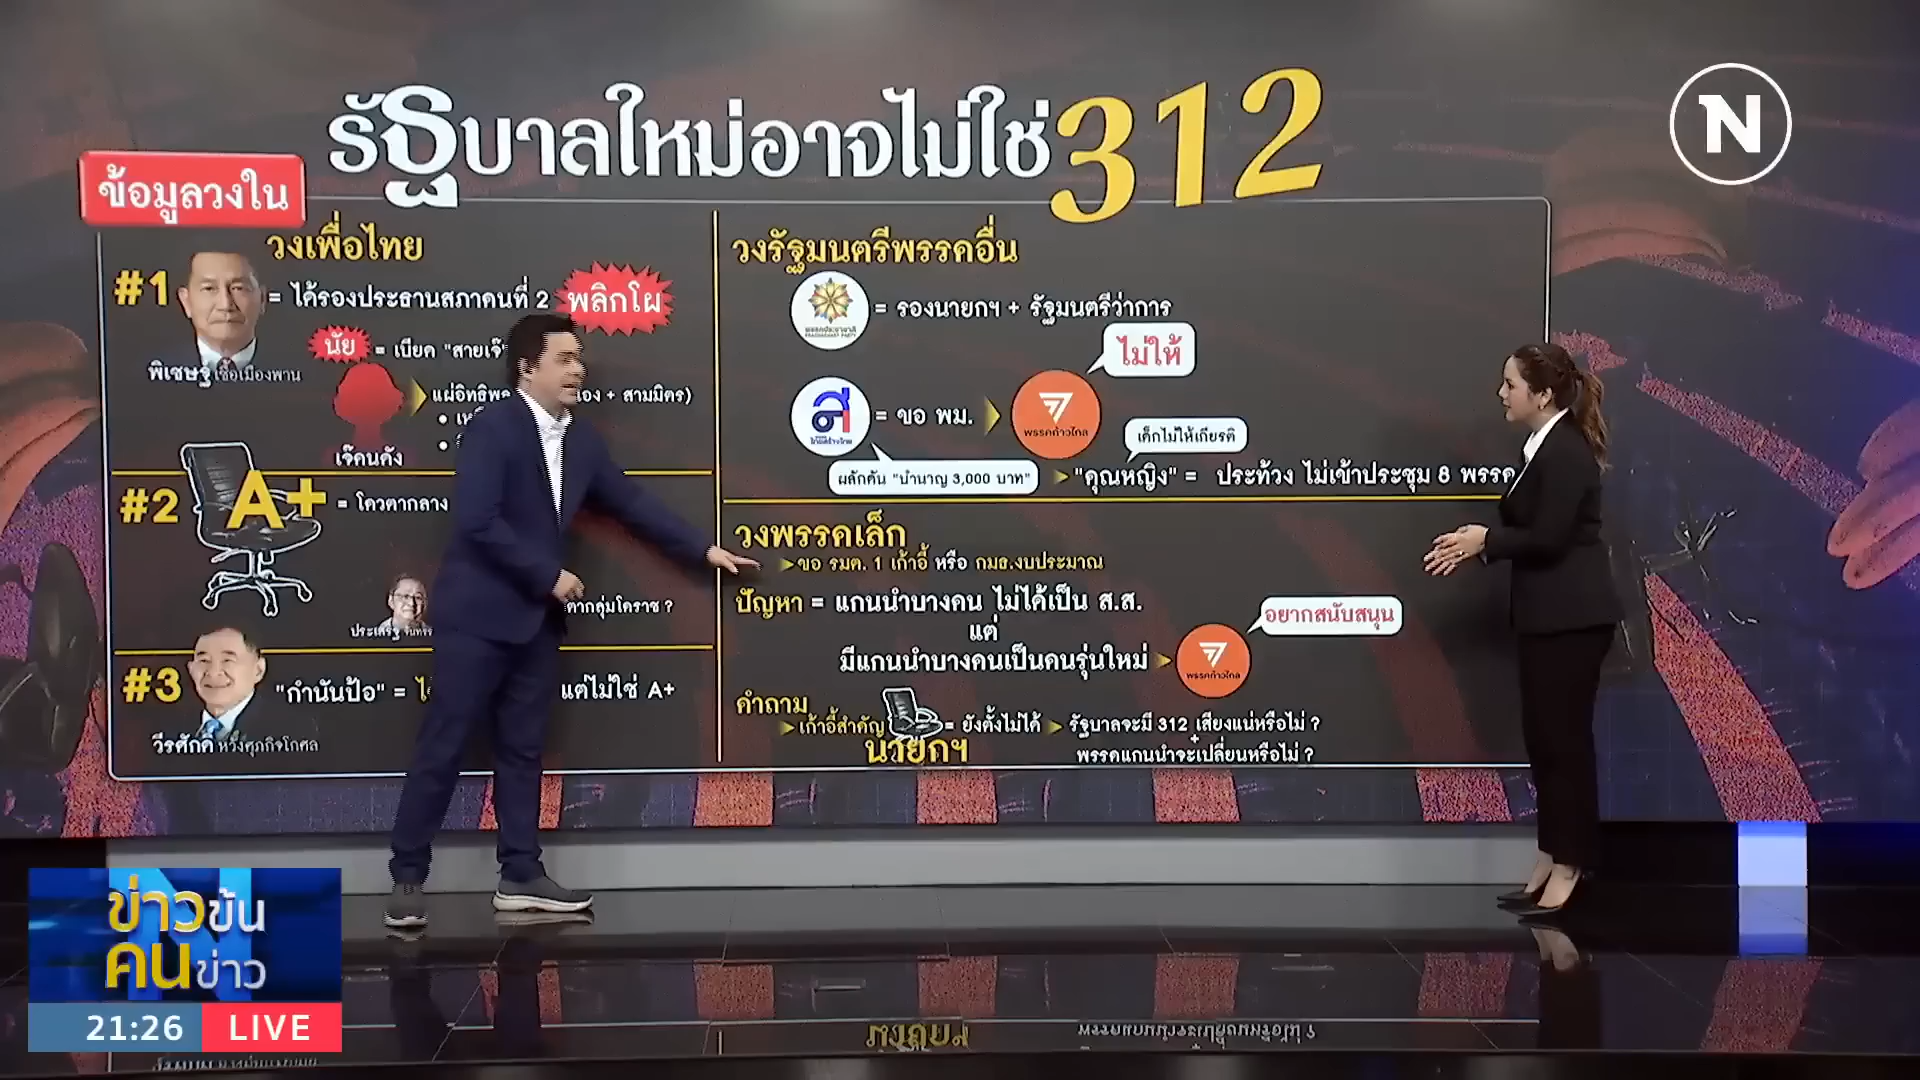 รัฐบาลใหม่อาจไม่ใช่ 312
N
ข้อมูลวงใน
วงเพื่อไทย
#1 = ได้รองประธานสภาคนที่ 2 พลิกโผ
นัย = เบียด "สายเจ๊
พิเชษฐ์ เชื้อเมืองพาน
แผ่อิทธิพล + สามมิตร)
เจ๊คนดัง
#2 A+ = โควตากลาง
ประเสริฐ
#3 "กำนันป้อ" = แต่ไม่ใช่ A+
วีรศักดิ์ หวังศุภกิจโกศล
วงรัฐมนตรีพรรคอื่น
= รองนายกฯ + รัฐมนตรีว่าการ
ไม่ให้
= ขอ พม. พรรคก้าวไกล
ไทยสร้างไทย
เด็กไม่ให้เกียรติ
ผลักดัน "บำนาญ 3,000 บาท" "คุณหญิง" = ประท้วง ไม่เข้าประชุม 8 พรรค
วงพรรคเล็ก
ขอ รมต. 1 เก้าอี้ หรือ กมธ.งบประมาณ
ปัญหา = แกนนำบางคน ไม่ได้เป็น ส.ส.
แต่
อยากสนับสนุน
มีแกนนำบางคนเป็นคนรุ่นใหม่ พรรคก้าวไกล
คำถาม
เก้าอี้สำคัญ = ยังตั้งไม่ได้ รัฐบาลจะมี 312 เสียงแน่หรือไม่ ?
+
นายกฯ พรรคแกนนำจะเปลี่ยนหรือไม่ ?
ข่าวข้น
คนข่าว
21:26 LIVE